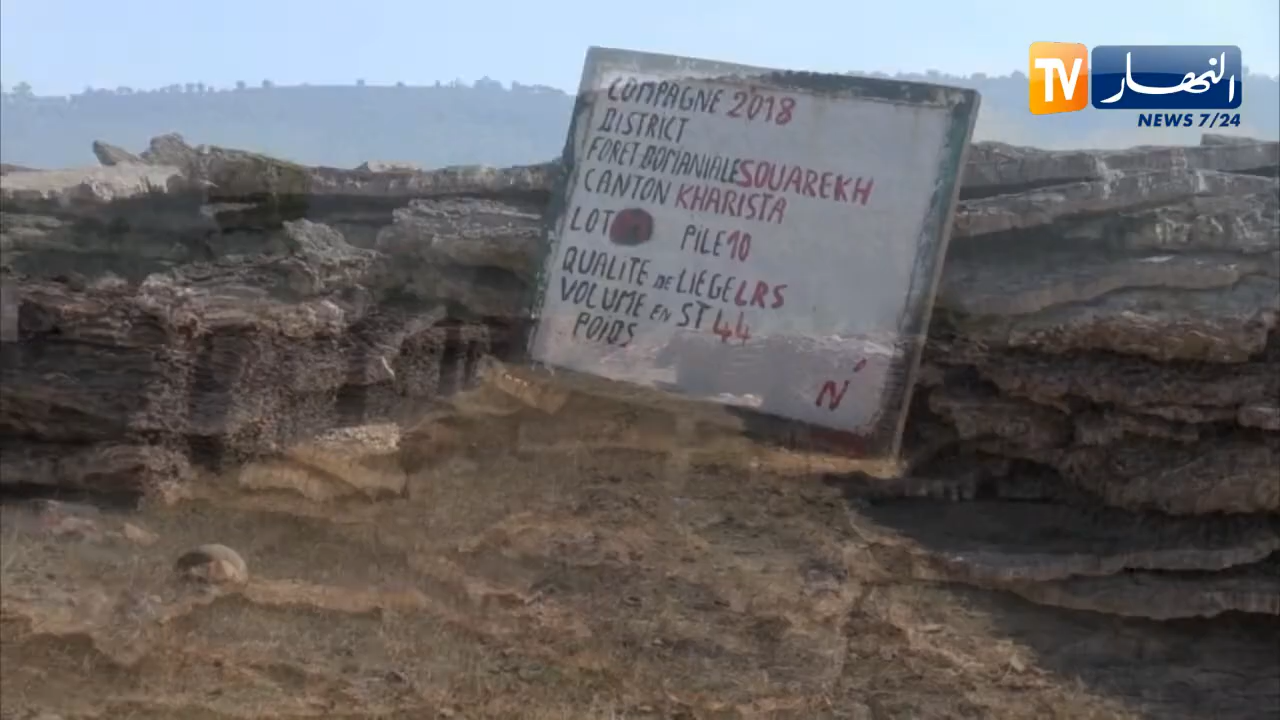 COMPAGNE 2018
DISTRICT
FORET DOMANIALE SOUAREKH
CANTON KHARISTA
LOT PILE 10
QUALITE DE LIEGE LRS
VOLUME EN ST 44
POIDS
N
TV النهار
NEWS 7/24